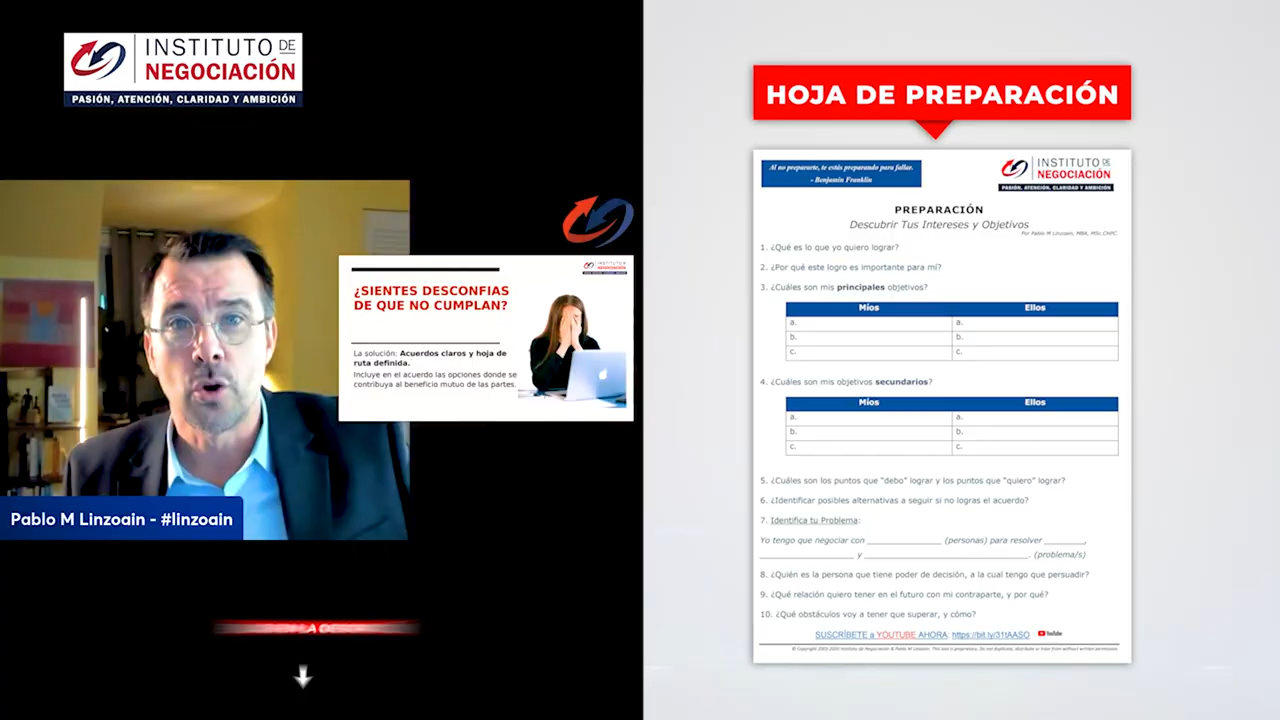 INSTITUTO DE
NEGOCIACIÓN
PASIÓN, ATENCIÓN, CLARIDAD Y AMBICIÓN
¿SIENTES DESCONFIAS
DE QUE NO CUMPLAN?
La solución: Acuerdos claros y hoja de
ruta definida.
Incluye en el acuerdo las opciones donde se
contribuya al beneficio mutuo de las partes.
Pablo M Linzoain - #linzoain
HOJA DE PREPARACIÓN
Al no prepararte, te estás preparando para fallar.
- Benjamin Franklin
INSTITUTO DE
NEGOCIACIÓN
PASIÓN, ATENCIÓN, CLARIDAD Y AMBICIÓN
PREPARACIÓN
Descubrir Tus Intereses y Objetivos
Por Pablo M Linzoain, MBA, MSc.CHPC.
1. ¿Qué es lo que yo quiero lograr?
2. ¿Por qué este logro es importante para mí?
3. ¿Cuáles son mis principales objetivos?
Míos Ellos
a. a.
b. b.
c. c.
4. ¿Cuáles son mis objetivos secundarios?
Míos Ellos
a. a.
b. b.
c. c.
5. ¿Cuáles son los puntos que "debo" lograr y los puntos que "quiero" lograr?
6. ¿Identificar posibles alternativas a seguir si no logras el acuerdo?
7. Identifica tu Problema:
Yo tengo que negociar con ______________ (personas) para resolver ________,
__________________ y ________________________________. (problema/s)
8. ¿Quién es la persona que tiene poder de decisión, a la cual tengo que persuadir?
9. ¿Qué relación quiero tener en el futuro con mi contraparte, y por qué?
10. ¿Qué obstáculos voy a tener que superar, y cómo?
SUSCRÍBETE a YOUTUBE AHORA: https://bit.ly/31tAASO YouTube